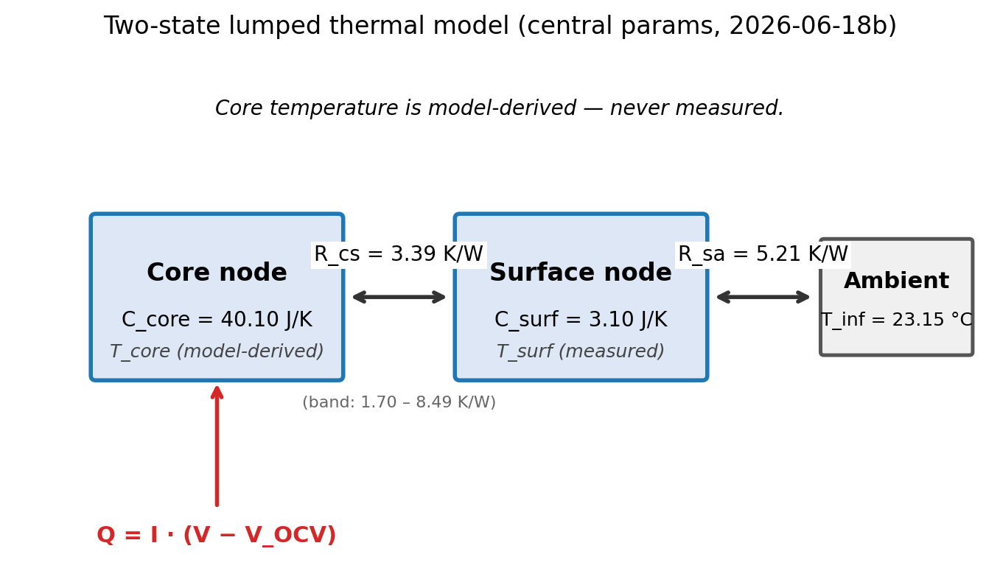 Two-state lumped thermal model (central params, 2026-06-18b)
Core temperature is model-derived — never measured.
R_cs = 3.39 K/W
R_sa = 5.21 K/W
Core node
C_core = 40.10 J/K
T_core (model-derived)
Surface node
C_surf = 3.10 J/K
T_surf (measured)
Ambient
T_inf = 23.15 °C
(band: 1.70 – 8.49 K/W)
Q = I · (V − V_OCV)